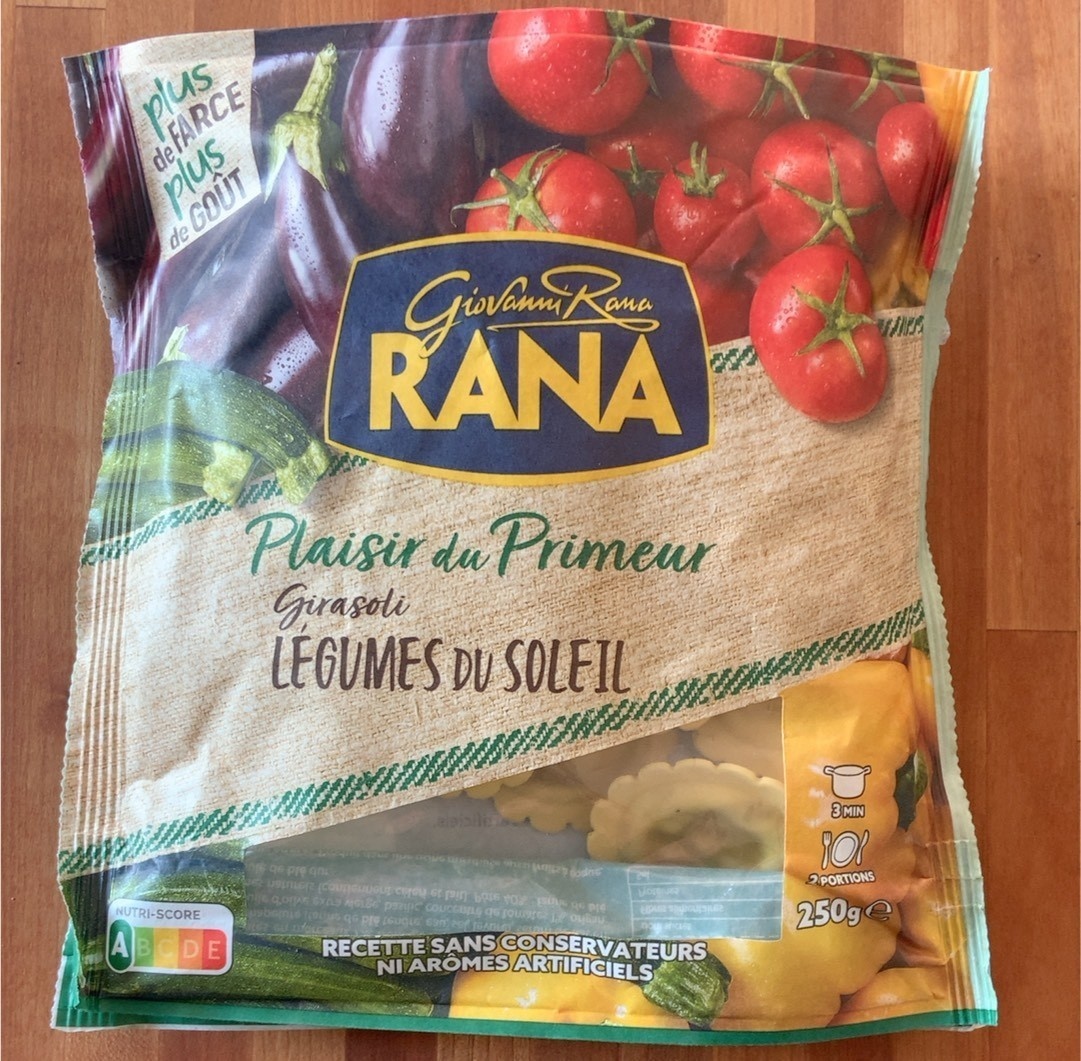 plus
de FARCE
plus
de GOÛT
Giovanni Rana
RANA
Plaisir du Primeur
Girasoli
LÉGUMES DU SOLEIL
3 MIN
2 PORTIONS
250g e
NUTRI-SCORE
A B C D E
RECETTE SANS CONSERVATEURS
NI ARÔMES ARTIFICIELS